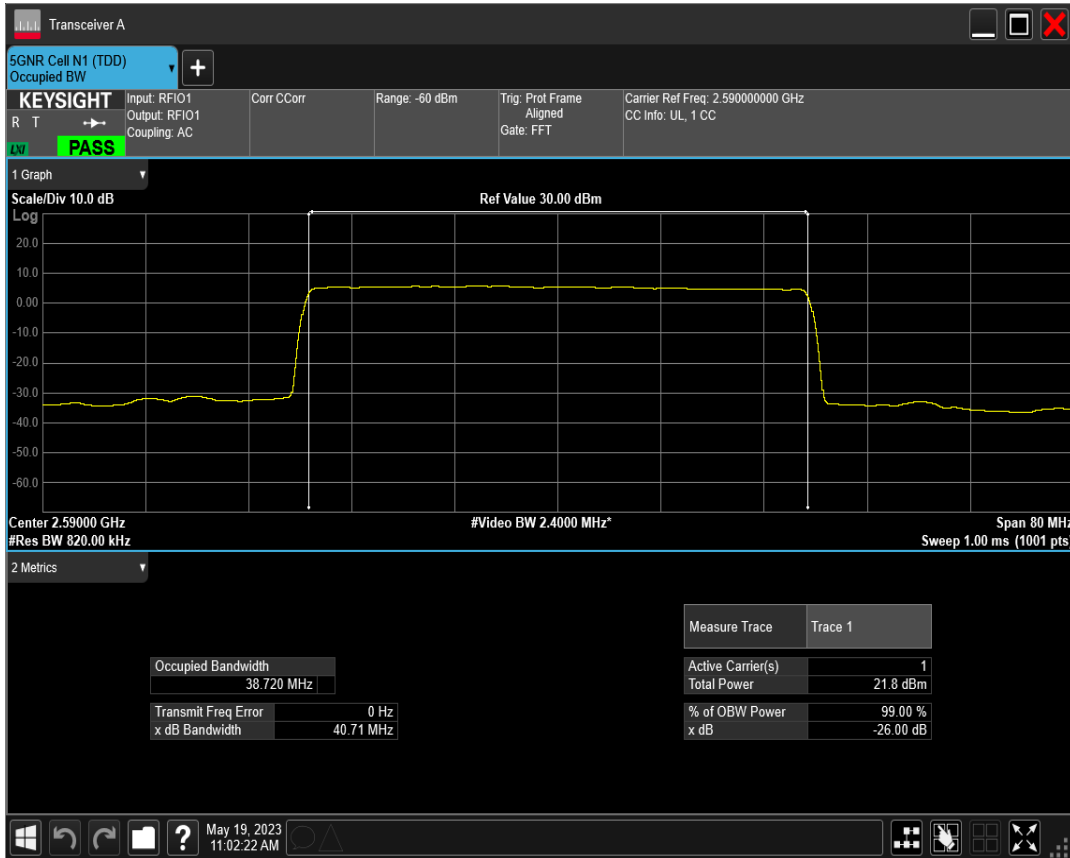 Transceiver A
5GNR Cell N1 (TDD)
Occupied BW
+
KEYSIGHT
R T
LXI
PASS
Input: RFIO1
Output: RFIO1
Coupling: AC
Corr CCorr
Range: -60 dBm
Trig: Prot Frame
Aligned
Gate: FFT
Carrier Ref Freq: 2.590000000 GHz
CC Info: UL, 1 CC
1 Graph
Scale/Div 10.0 dB
Ref Value 30.00 dBm
Log
20.0
10.0
0.00
-10.0
-20.0
-30.0
-40.0
-50.0
-60.0
Center 2.59000 GHz
#Video BW 2.4000 MHz*
Span 80 MHz
#Res BW 820.00 kHz
Sweep 1.00 ms (1001 pts)
2 Metrics
Measure Trace Trace 1
Occupied Bandwidth
38.720 MHz
Transmit Freq Error 0 Hz
x dB Bandwidth 40.71 MHz
Active Carrier(s) 1
Total Power 21.8 dBm
% of OBW Power 99.00 %
x dB -26.00 dB
?
May 19, 2023
11:02:22 AM